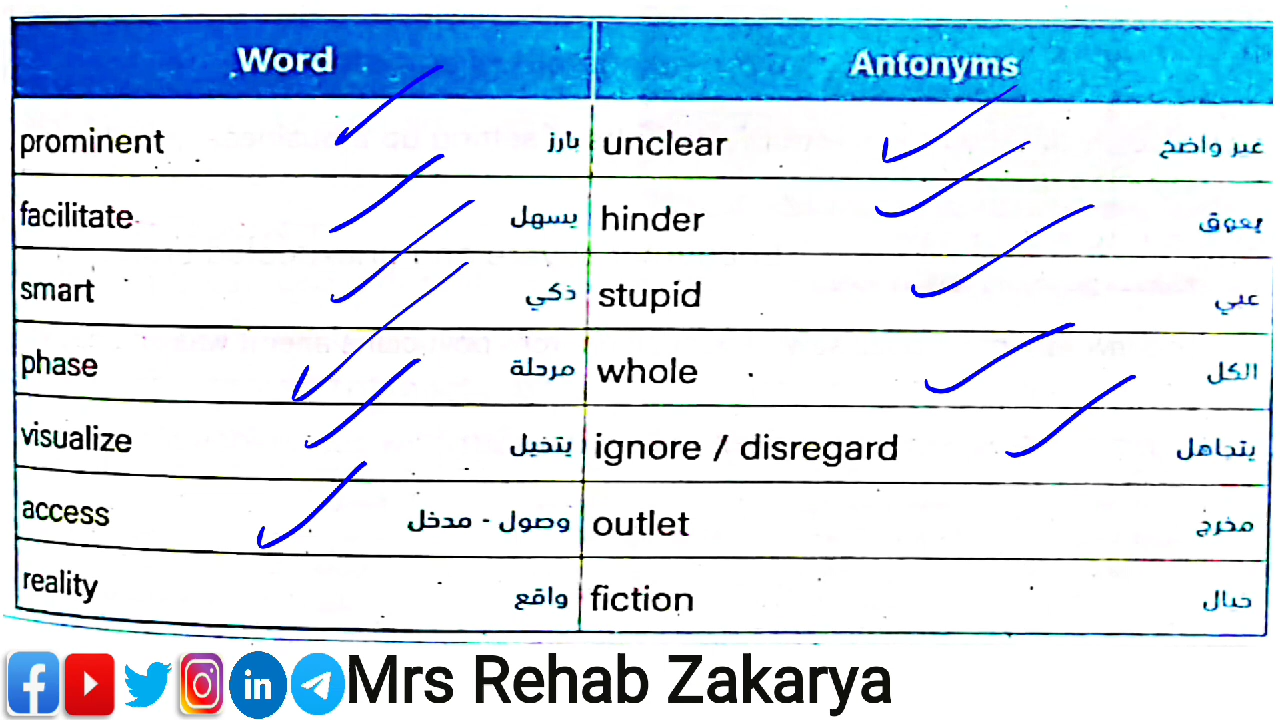 Word Antonyms
prominent بارز unclear غير واضح
facilitate يسهل hinder يعوق
smart ذكي stupid غبي
phase مرحلة whole الكل
visualize يتخيل ignore / disregard يتجاهل
access وصول - مدخل outlet مخرج
reality واقع fiction خيال
Mrs Rehab Zakarya